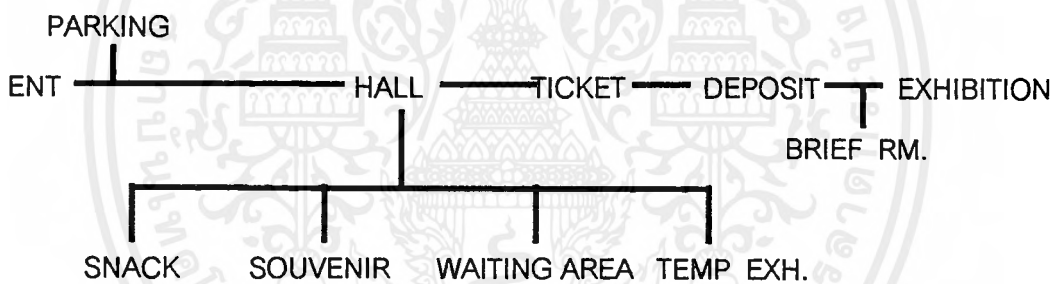 PARKING
ENT HALL TICKET DEPOSIT EXHIBITION
BRIEF RM.
SNACK SOUVENIR WAITING AREA TEMP EXH.